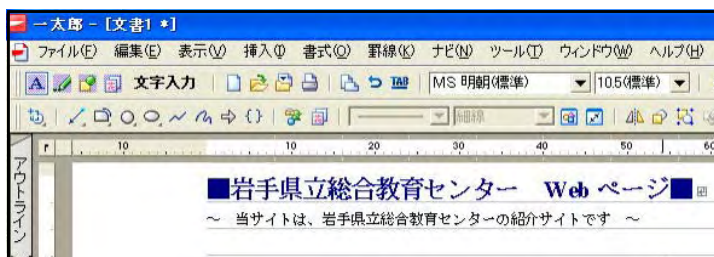 一太郎 - [文書1 *]
ファイル(F) 編集(E) 表示(V) 挿入(I) 書式(O) 罫線(K) ナビ(N) ツール(T) ウィンドウ(W) ヘルプ(H)
A 文字入力 TAB MS 明朝(標準) 10.5(標準)
細線
r 10 10 20 30 40 50 60
アウトライン
■岩手県立総合教育センター Web ページ■
～ 当サイトは、岩手県立総合教育センターの紹介サイトです ～